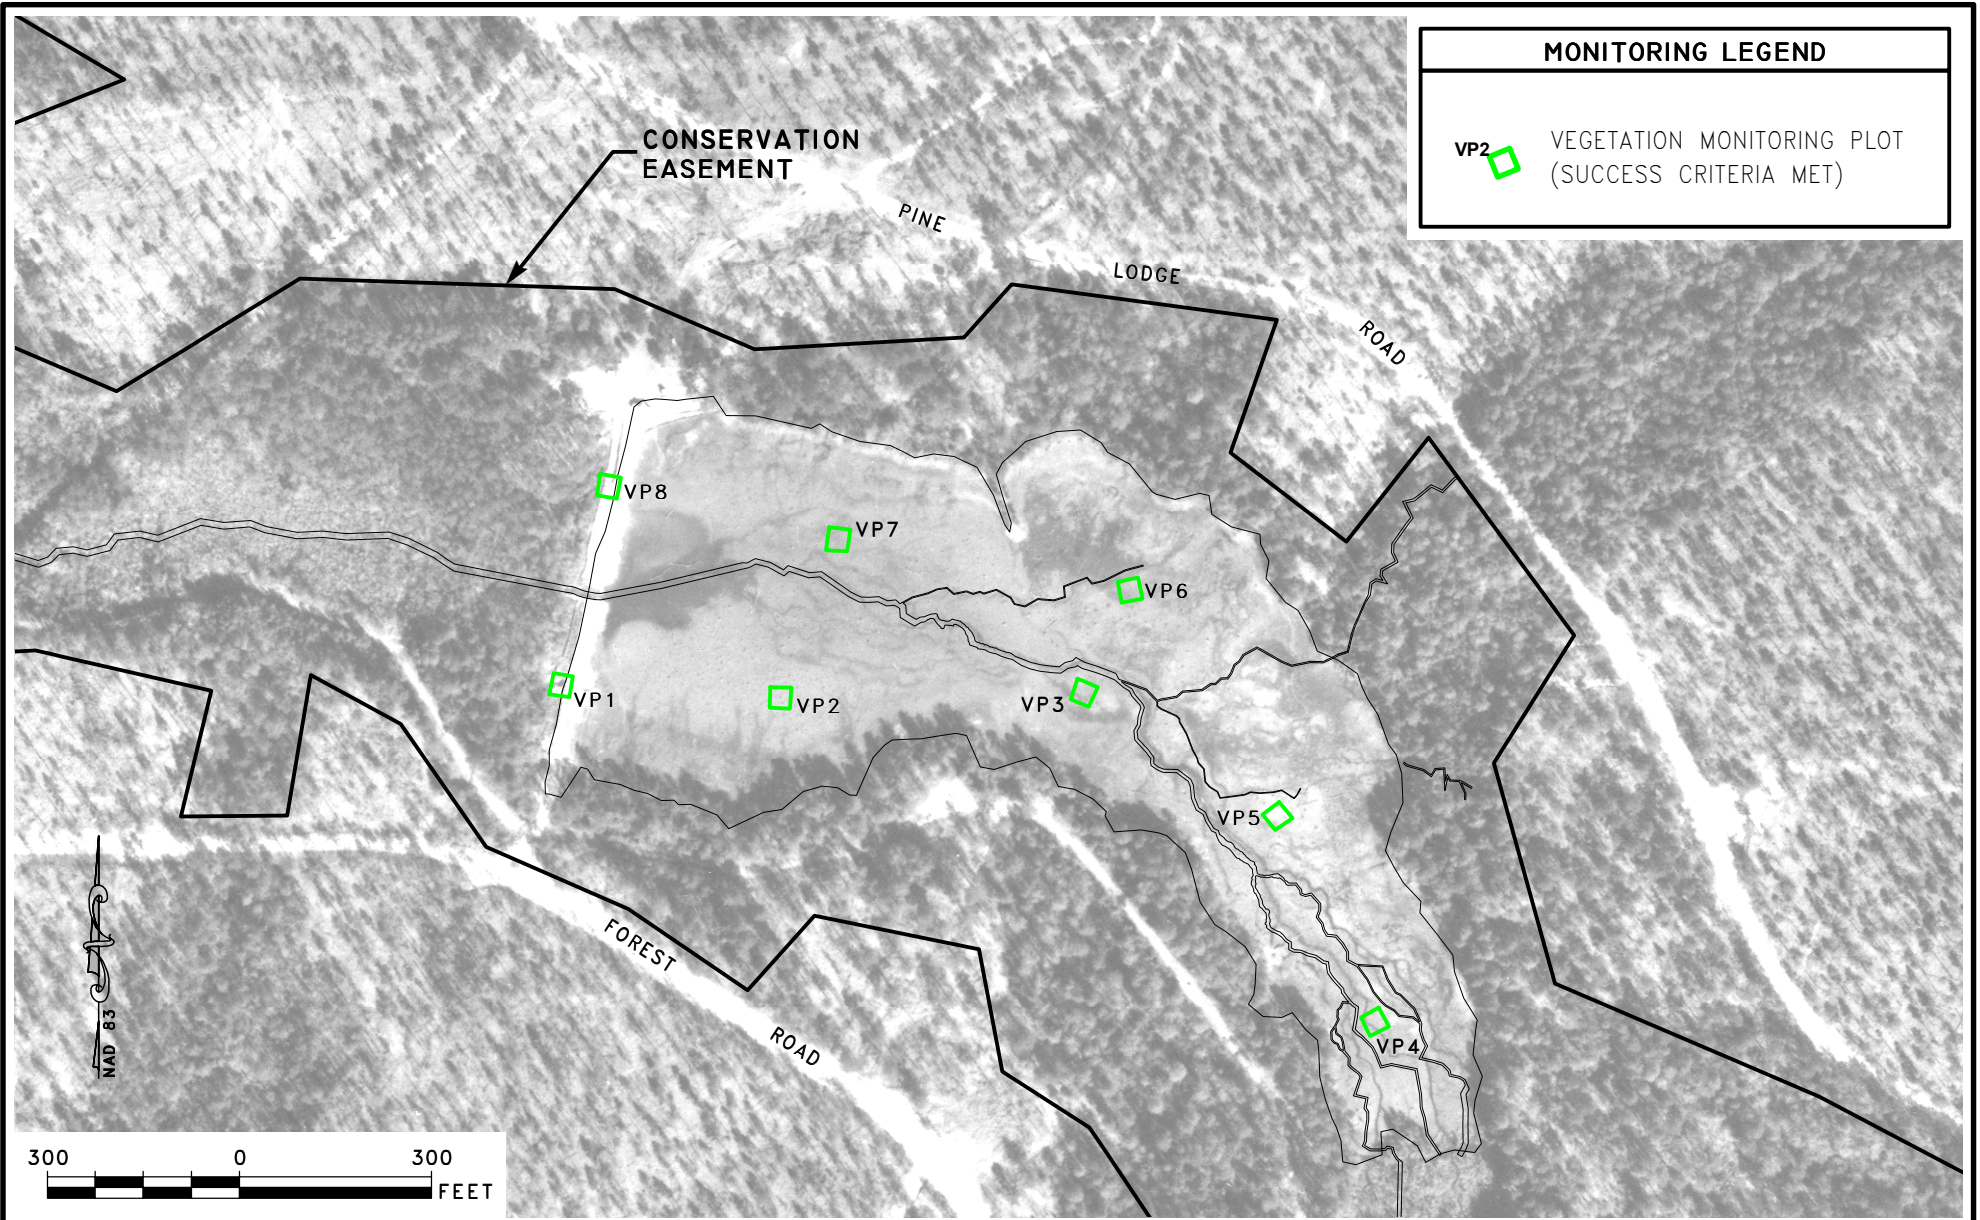 MONITORING LEGEND
VP2
VEGETATION MONITORING PLOT
(SUCCESS CRITERIA MET)
CONSERVATION
EASEMENT
PINE
LODGE
ROAD
VP8
VP7
VP6
VP1
VP2
VP3
VP5
VP4
FOREST
ROAD
NAD 83
300 0 300
FEET